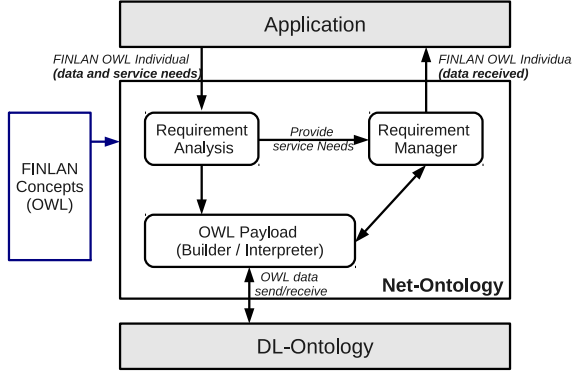 Application
FINLAN OWL Individual
(data and service needs)
FINLAN OWL Individua
(data received)
Requirement
Analysis
Provide
service Needs
Requirement
Manager
FINLAN
Concepts
(OWL)
OWL Payload
(Builder / Interpreter)
OWL data
send/receive
Net-Ontology
DL-Ontology